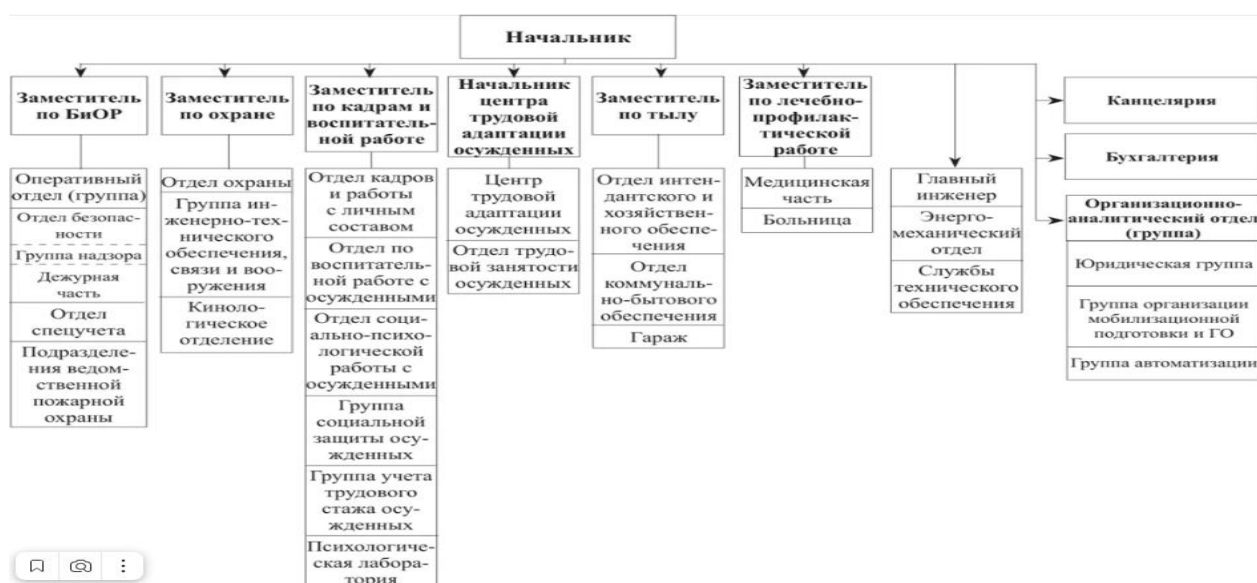 Начальник
Заместитель
по БиОР
Оперативный
отдел (группа)
Отдел безопас-
ности
Группа надзора
Дежурная
часть
Отдел
спецучета
Подразделе-
ния ведом-
ственной
пожарной
охраны
Заместитель
по охране
Отдел охраны
Группа ин-
женерно-тех-
нического
обеспечения,
связи и воо-
ружения
Киноло-
гическое
отделение
Заместитель
по кадрам и
воспитатель-
ной работе
Отдел кадров
и работы
с личным
составом
Отдел по
воспитатель-
ной работе с
осужденными
Отдел соци-
ально-психо-
логической
работы с
осужденными
Группа
социальной
защиты осу-
жденных
Группа учета
трудового
стажа осу-
жденных
Психологиче-
ская лабора-
тория
Начальник
центра
трудовой
адаптации
осужденных
Центр
трудовой
адаптации
осужденных
Отдел трудо-
вой занятости
осужденных
Заместитель
по тылу
Отдел интен-
дантского и
хозяйствен-
ного обеспе-
чения
Отдел
коммуналь-
но-бытового
обеспечения
Гараж
Заместитель
по лечебно-
профилак-
тической
работе
Медицинская
часть
Больница
Главный
инженер
Энерго-
механический
отдел
Службы
технического
обеспечения
Канцелярия
Бухгалтерия
Организационно-
аналитический отдел
(группа)
Юридическая группа
Группа организации
мобилизационной
подготовки и ГО
Группа автоматизации